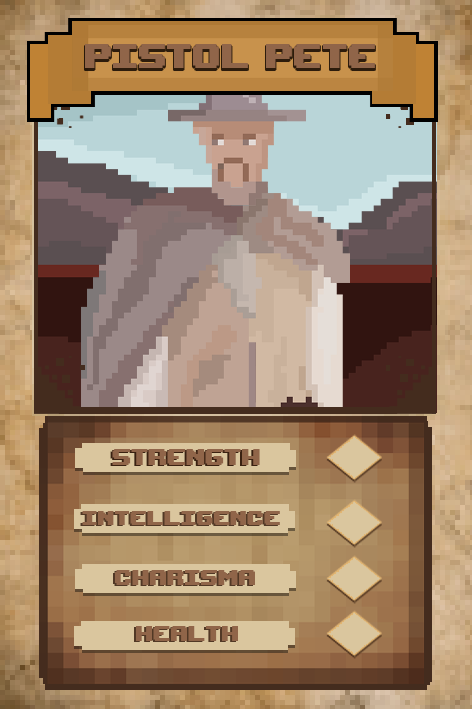 PISTOL PETE
STRENGTH
INTELLIGENCE
CHARISMA
HEALTH